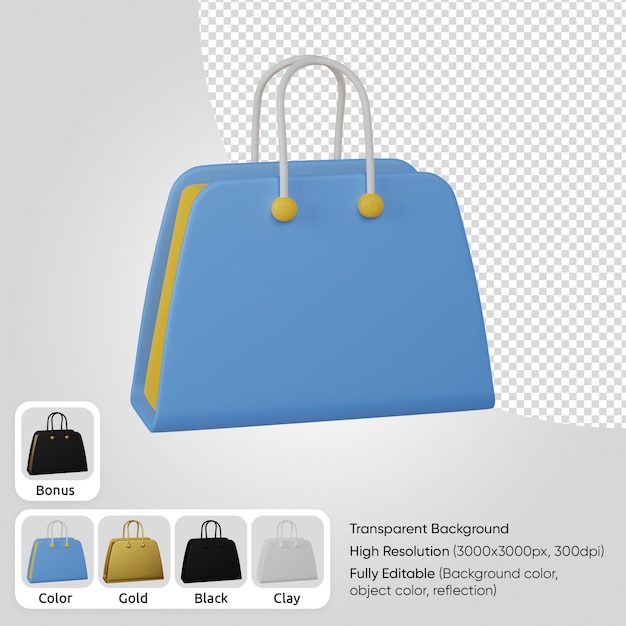 Bonus
Color Gold Black Clay
Transparent Background
High Resolution (3000x3000px, 300dpi)
Fully Editable (Background color,
object color, reflection)